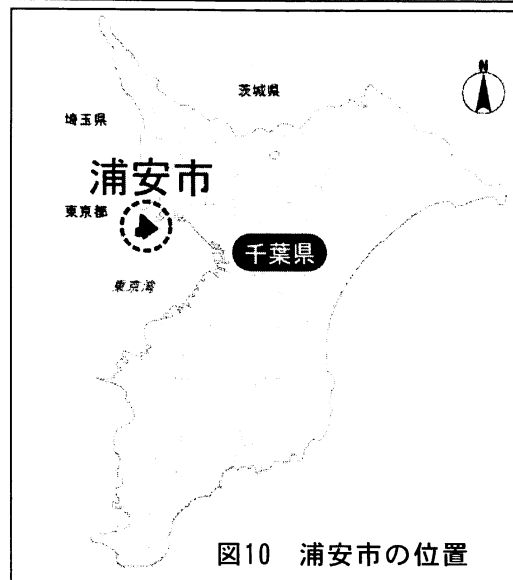 茨城県
N
埼玉県
浦安市
東京都
千葉県
東京湾
図10 浦安市の位置